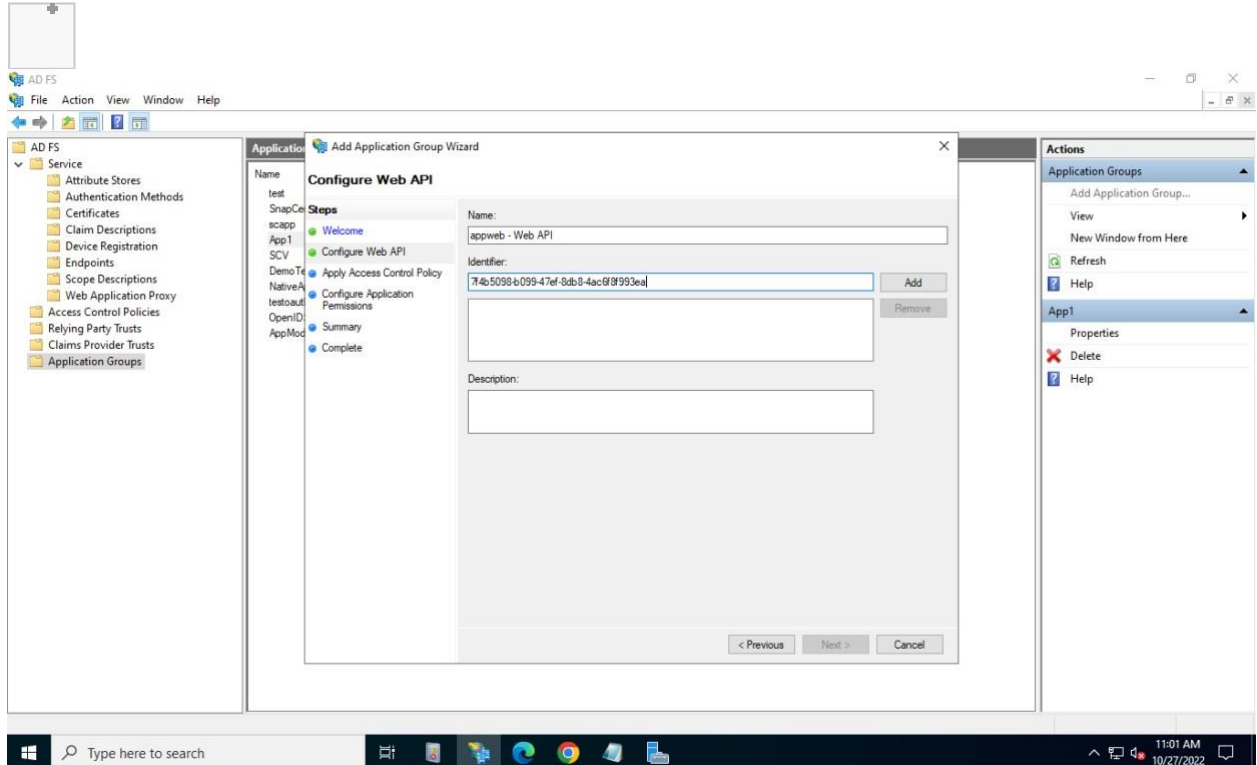 AD FS
File Action View Window Help
AD FS
Service
Attribute Stores
Authentication Methods
Certificates
Claim Descriptions
Device Registration
Endpoints
Scope Descriptions
Web Application Proxy
Access Control Policies
Relying Party Trusts
Claims Provider Trusts
Application Groups
Applicatio
Name
test
SnapCe
scapp
App1
SCV
DemoTe
NativeA
testoaut
OpenID
AppMod
Add Application Group Wizard
Configure Web API
Steps
Welcome
Configure Web API
Apply Access Control Policy
Configure Application
Permissions
Summary
Complete
Name:
appweb - Web API
Identifier:
7f4b5098-b099-47ef-8db8-4ac6f8f993ea
Add
Remove
Description:
< Previous Next > Cancel
Actions
Application Groups
Add Application Group...
View
New Window from Here
Refresh
Help
App1
Properties
Delete
Help
Type here to search
11:01 AM
10/27/2022